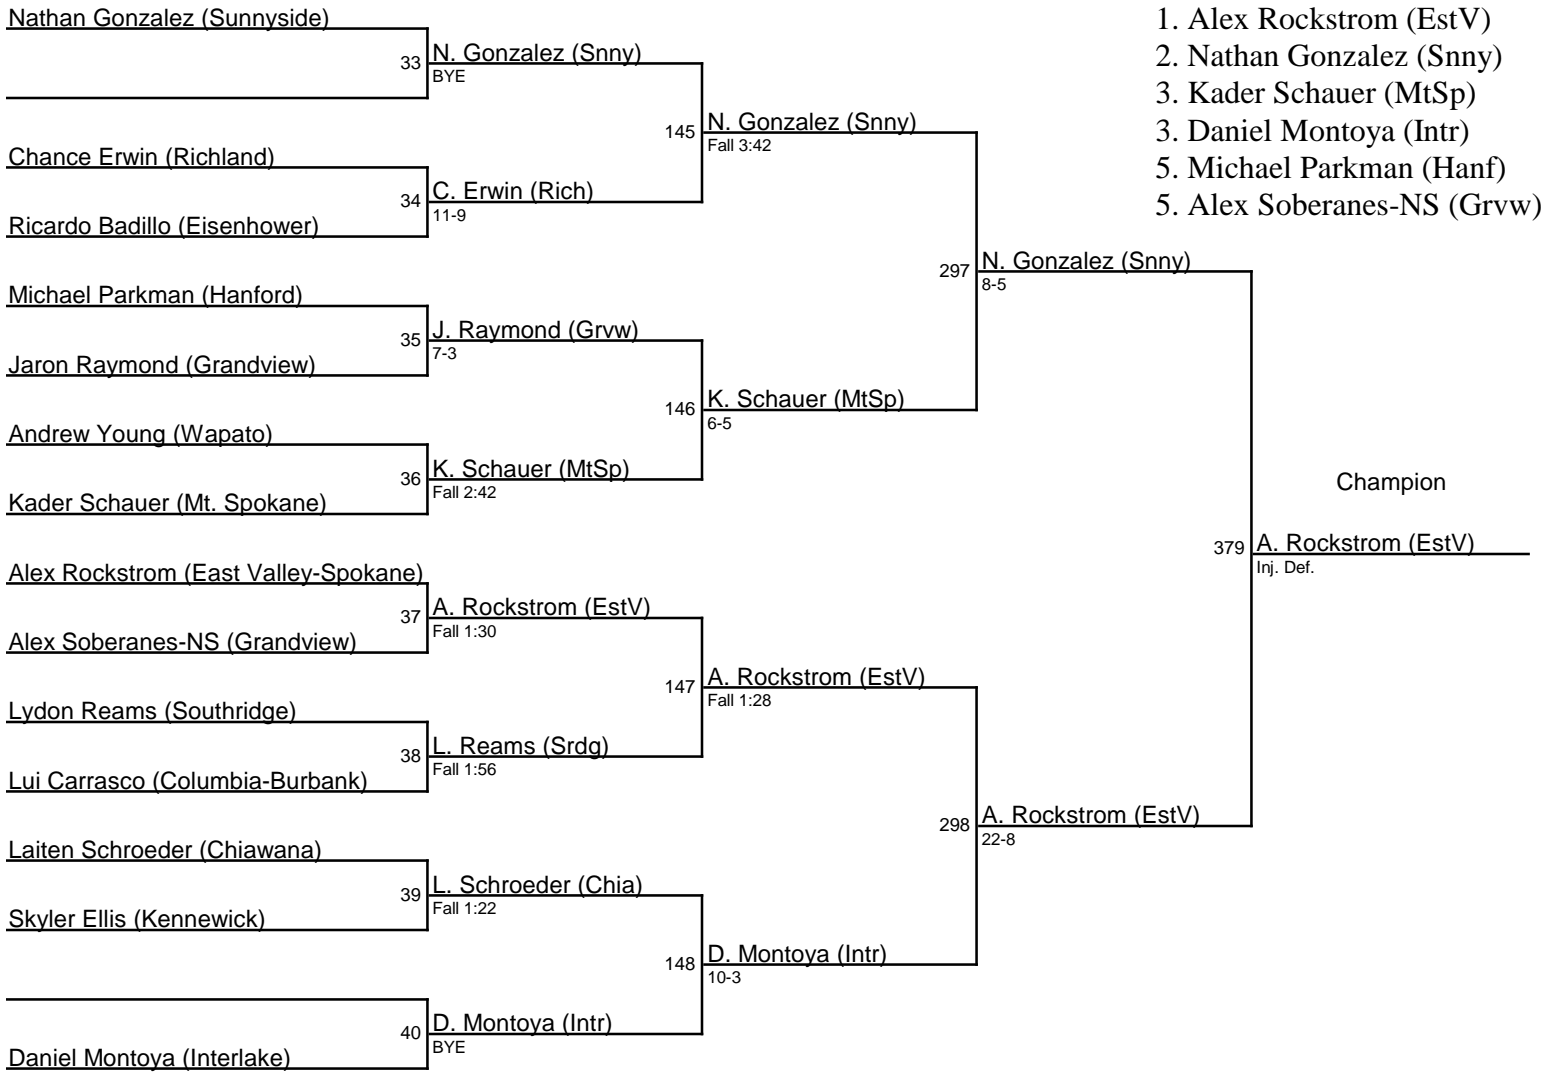 Nathan Gonzalez (Sunnyside)
33
N. Gonzalez (Snny)
BYE
Chance Erwin (Richland)
34
C. Erwin (Rich)
11-9
Ricardo Badillo (Eisenhower)
145
N. Gonzalez (Snny)
Fall 3:42
Michael Parkman (Hanford)
35
J. Raymond (Grvw)
7-3
Jaron Raymond (Grandview)
146
K. Schauer (MtSp)
6-5
Andrew Young (Wapato)
36
K. Schauer (MtSp)
Fall 2:42
Kader Schauer (Mt. Spokane)
297
N. Gonzalez (Snny)
8-5
Alex Rockstrom (East Valley-Spokane)
37
A. Rockstrom (EstV)
Fall 1:30
Alex Soberanes-NS (Grandview)
147
A. Rockstrom (EstV)
Fall 1:28
Lydon Reams (Southridge)
38
L. Reams (Srdg)
Fall 1:56
Lui Carrasco (Columbia-Burbank)
298
A. Rockstrom (EstV)
22-8
Laiten Schroeder (Chiawana)
39
L. Schroeder (Chia)
Fall 1:22
Skyler Ellis (Kennewick)
148
D. Montoya (Intr)
10-3
40
D. Montoya (Intr)
BYE
Daniel Montoya (Interlake)
Champion
379
A. Rockstrom (EstV)
Inj. Def.
1. Alex Rockstrom (EstV)
2. Nathan Gonzalez (Snny)
3. Kader Schauer (MtSp)
3. Daniel Montoya (Intr)
5. Michael Parkman (Hanf)
5. Alex Soberanes-NS (Grvw)